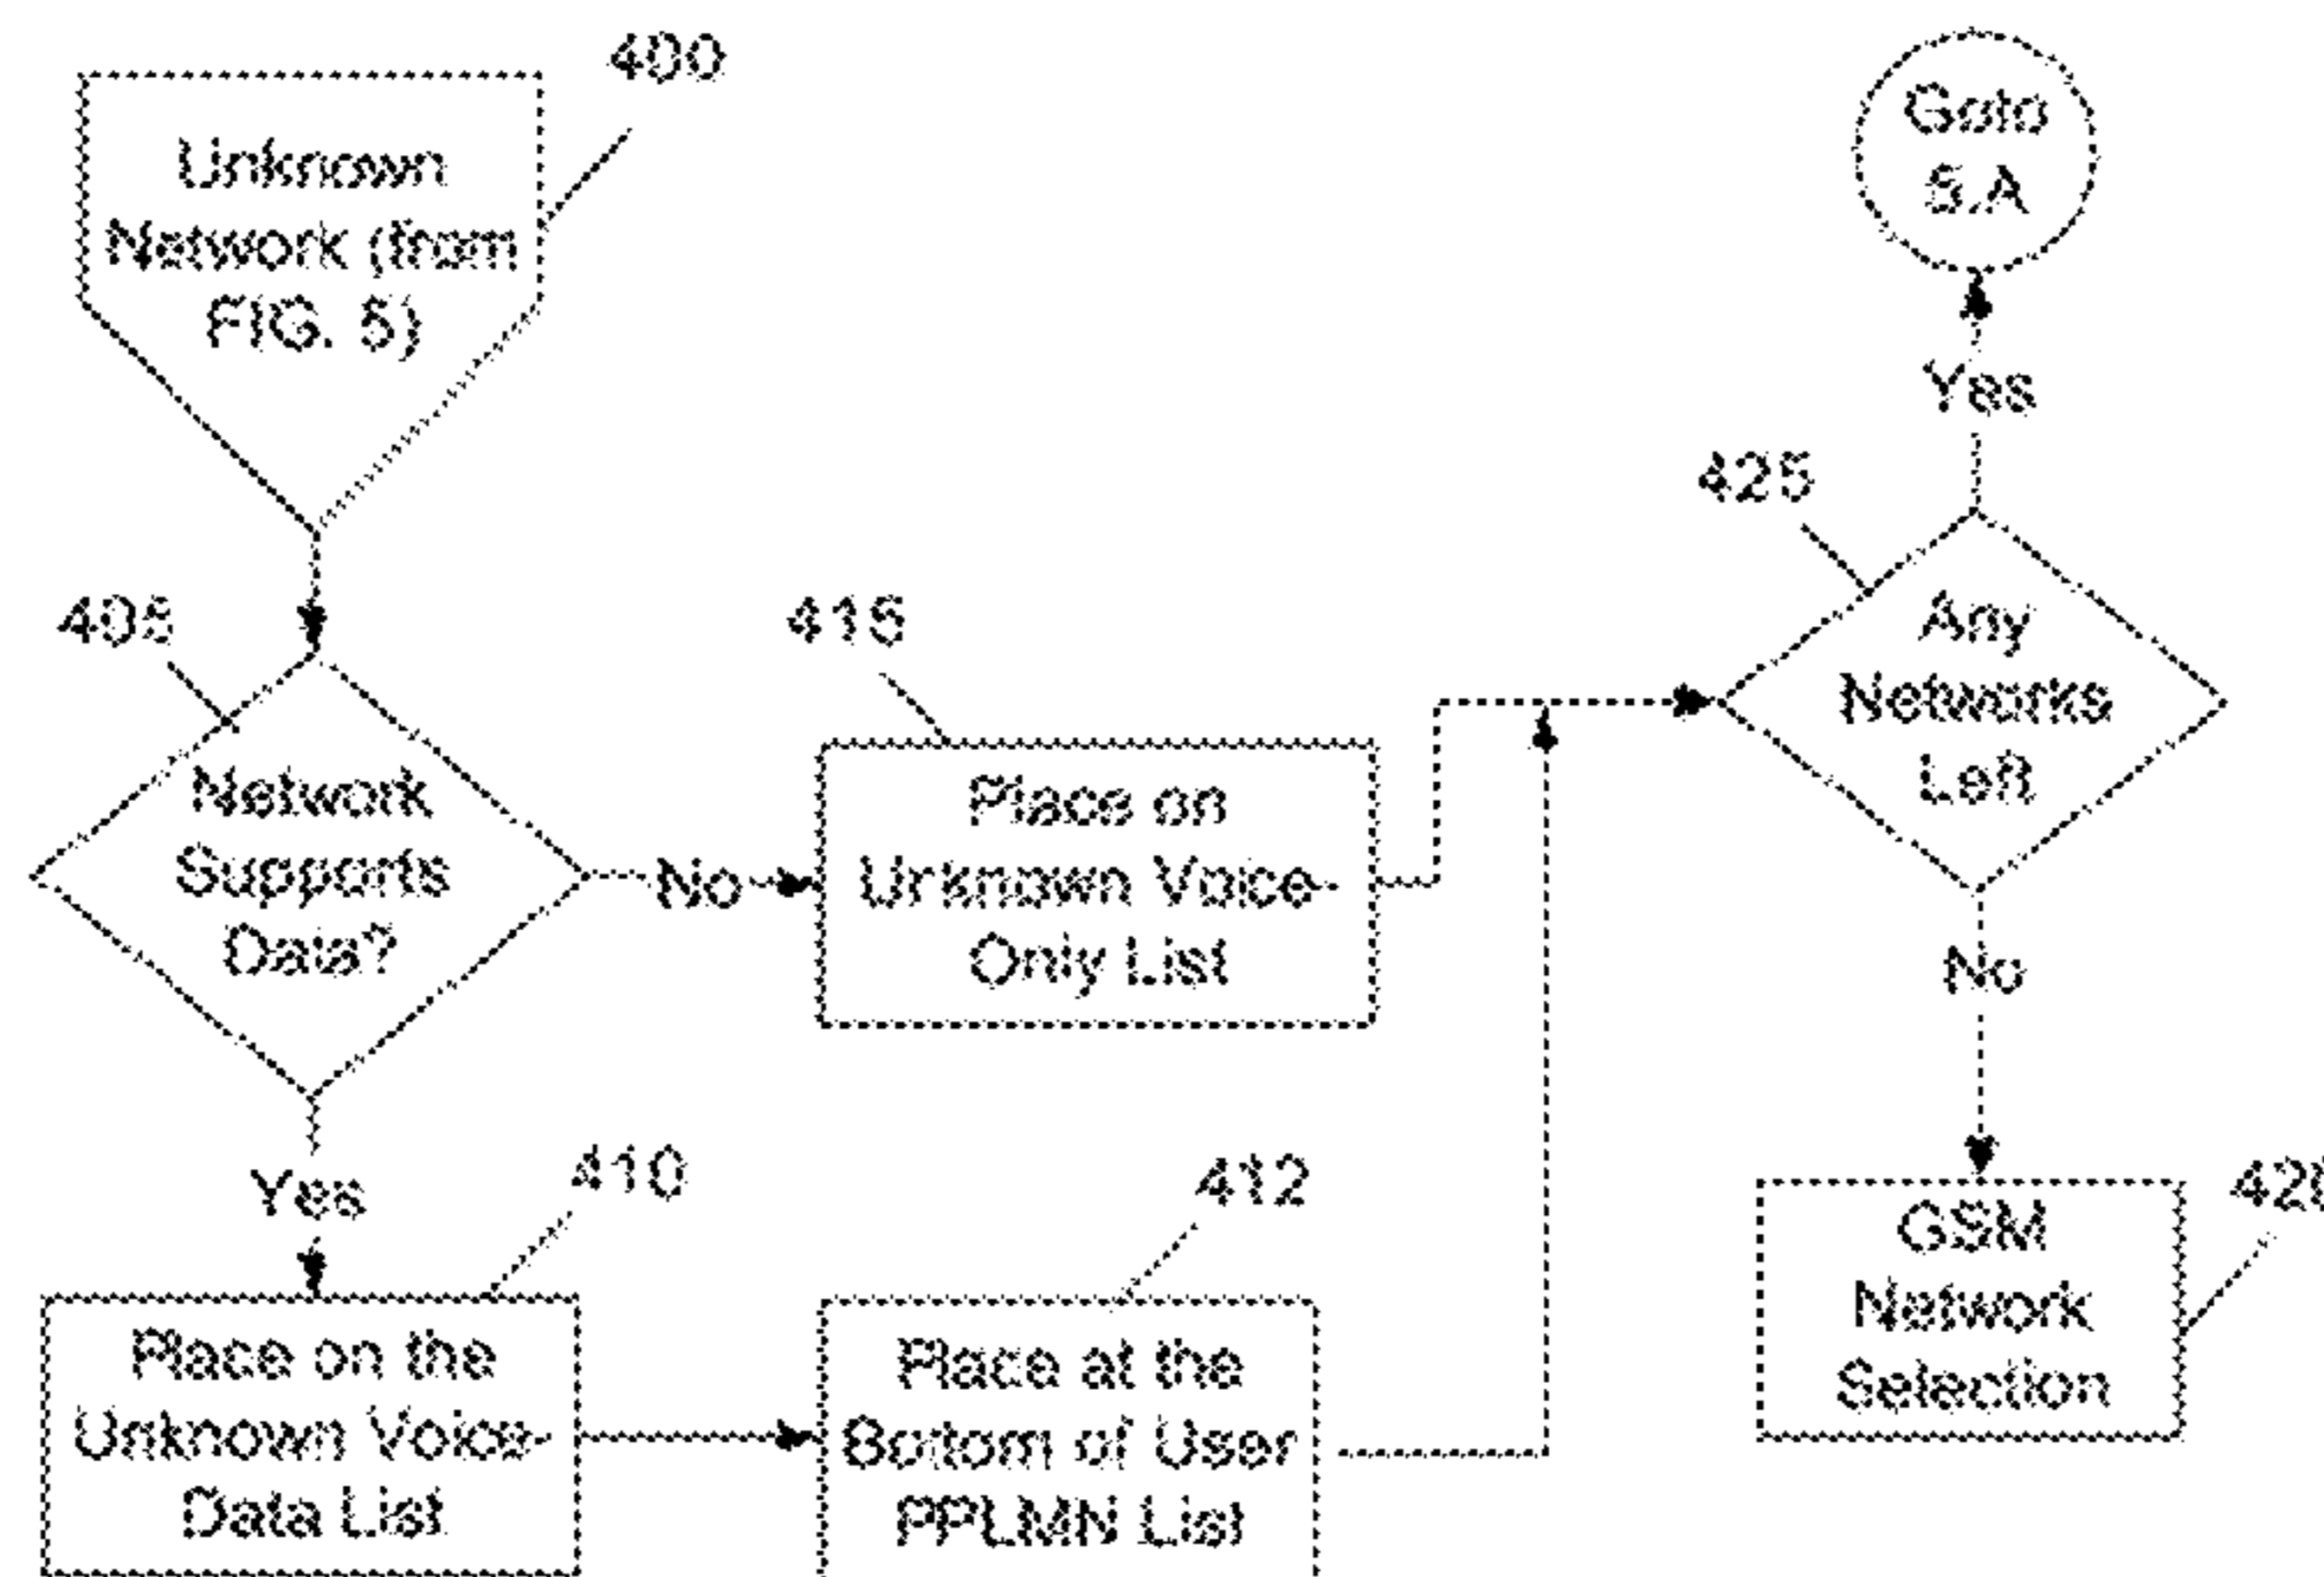 400
Unknown
Network (from
FIG. 5)
Goto
5.A
Yes
425
Any
Networks
Left
405
Network
Supports
Data?
No
415
Place on
Unknown Voice-
Only List
No
Yes
410
Place on the
Unknown Voice-
Data List
412
Place at the
Bottom of User
PPLMN List
GSM
Network
Selection